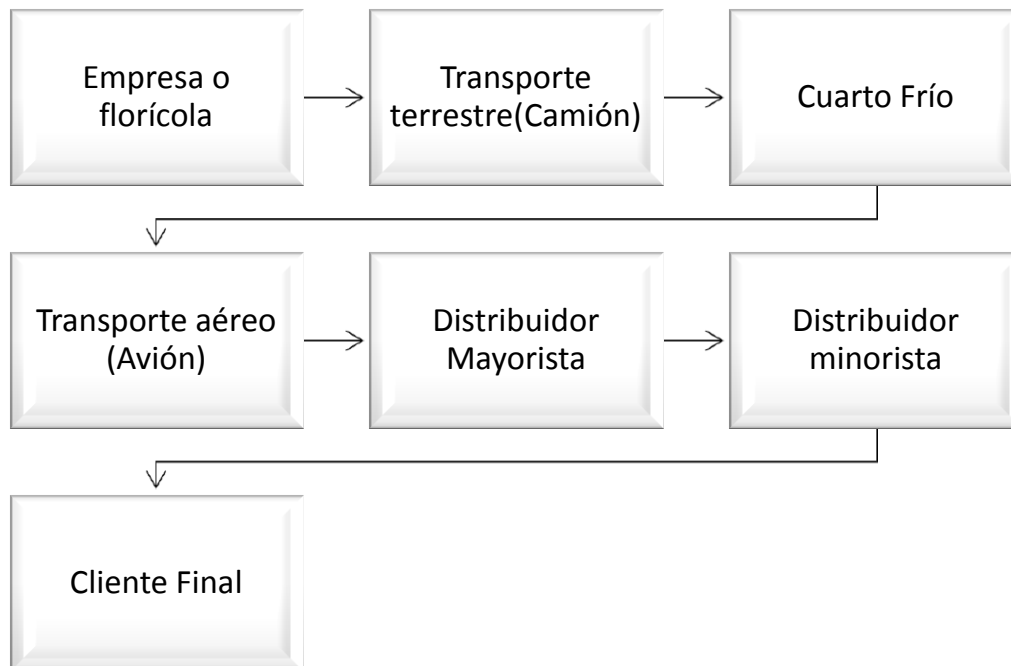 Empresa o
florícola
Transporte
terrestre(Camión)
Cuarto Frío
Transporte aéreo
(Avión)
Distribuidor
Mayorista
Distribuidor
minorista
Cliente Final